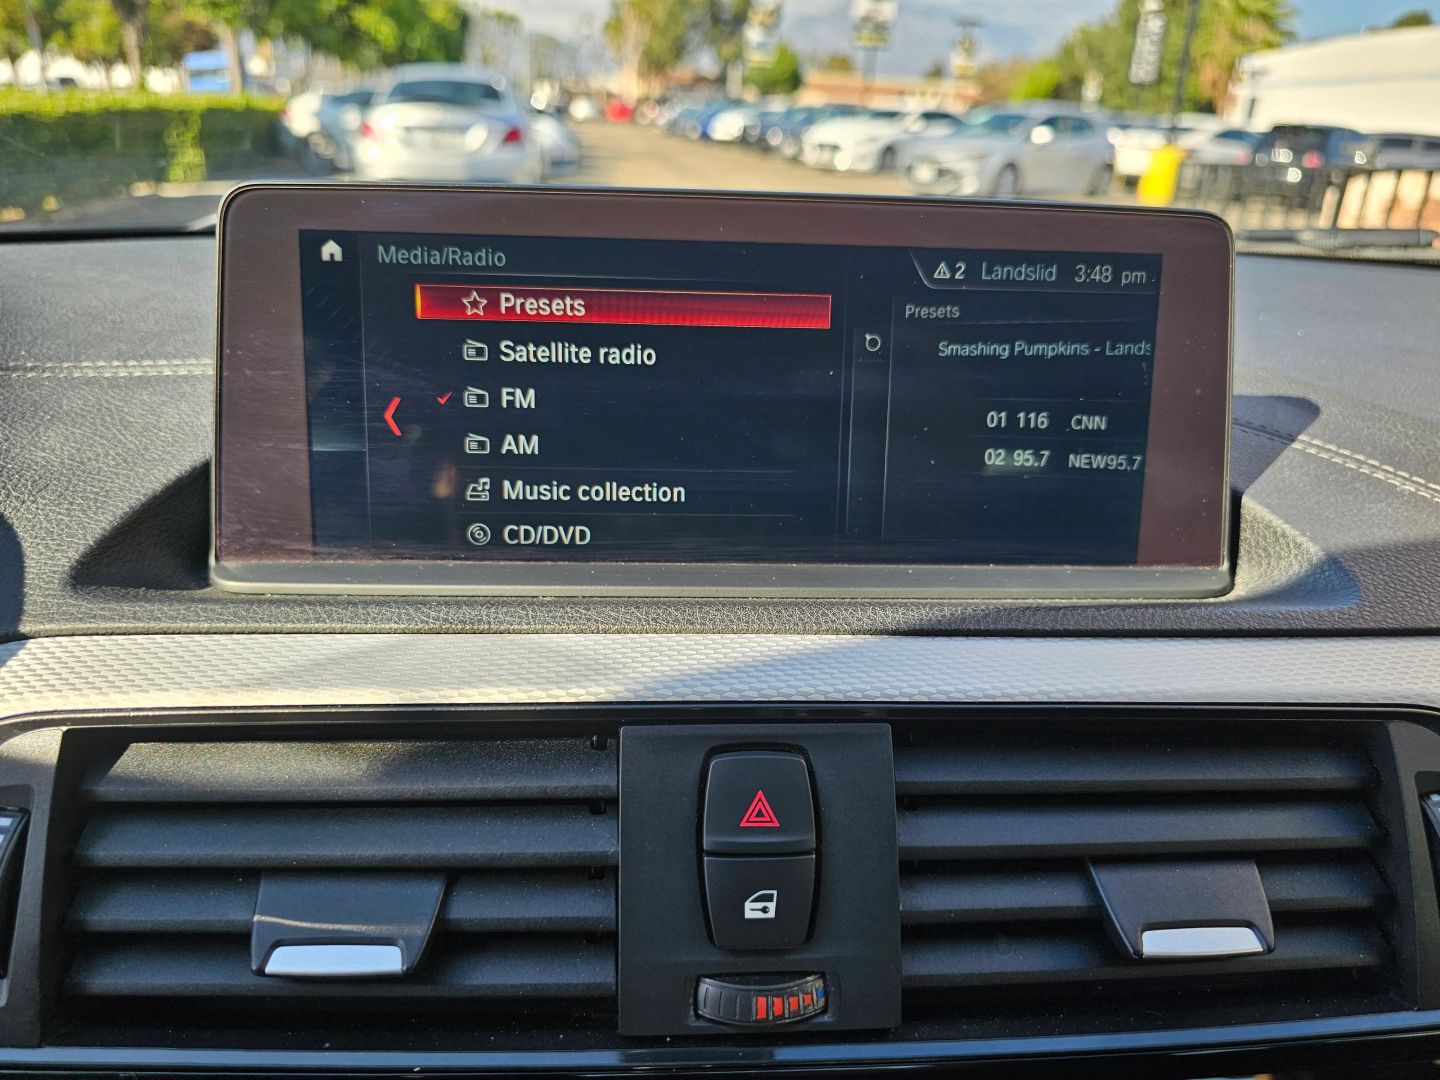 Media/Radio
2 Landslid 3:48 pm
Presets
Satellite radio
FM
AM
Music collection
CD/DVD
Presets
Smashing Pumpkins - Lands
01 116 CNN
02 95.7 NEW95.7